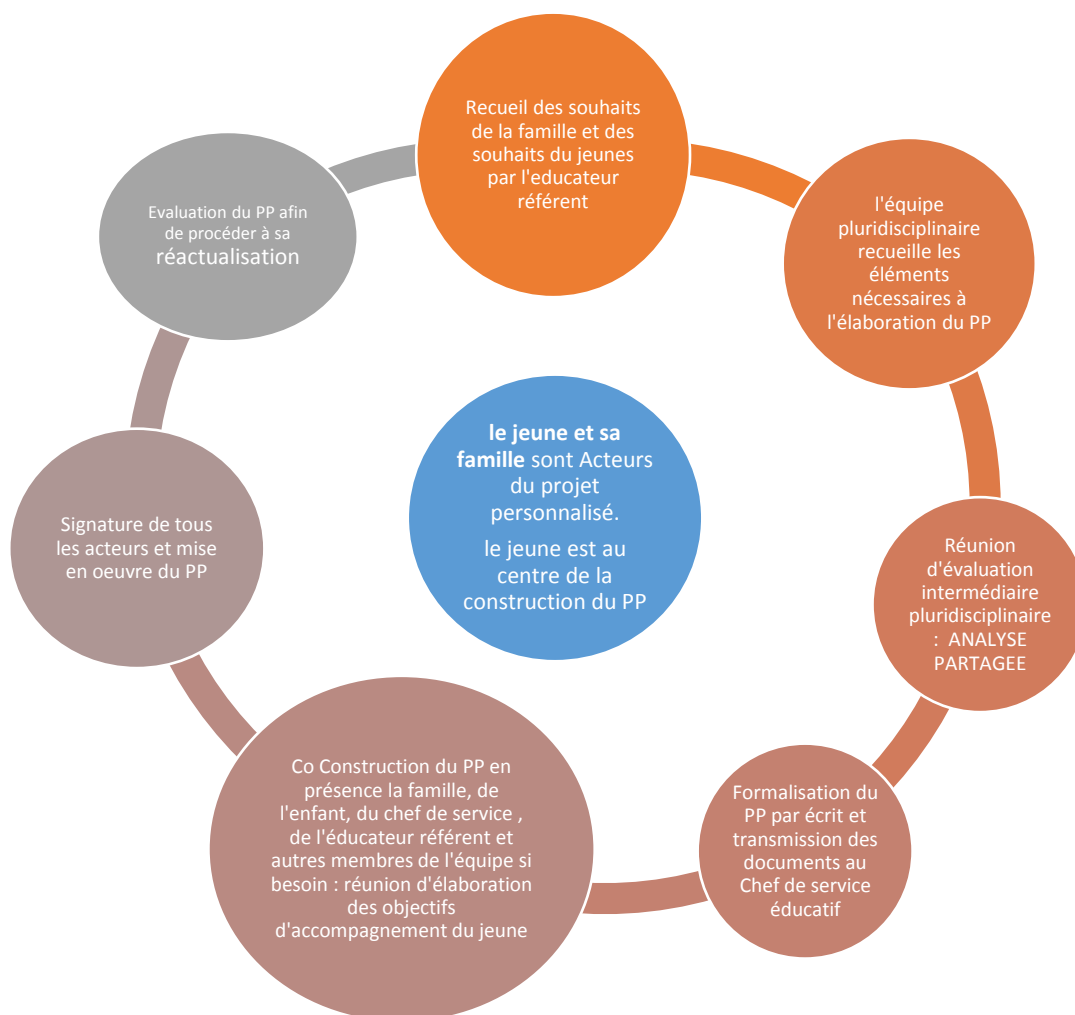 Recueil des souhaits
de la famille et des
souhaits du jeunes
par l'educateur
référent
l'équipe
pluridisciplinaire
recueille les
éléments
nécessaires à
l'élaboration du PP
Réunion
d'évaluation
intermédiaire
pluridisciplinaire
: ANALYSE
PARTAGEE
Formalisation du
PP par écrit et
transmission des
documents au
Chef de service
éducatif
Co Construction du PP en
présence la famille, de
l'enfant, du chef de service ,
de l'éducateur référent et
autres membres de l'équipe si
besoin : réunion d'élaboration
des objectifs
d'accompagnement du jeune
Signature de tous
les acteurs et mise
en oeuvre du PP
Evaluation du PP afin
de procéder à sa
réactualisation
le jeune et sa
famille sont Acteurs
du projet
personnalisé.
le jeune est au
centre de la
construction du PP